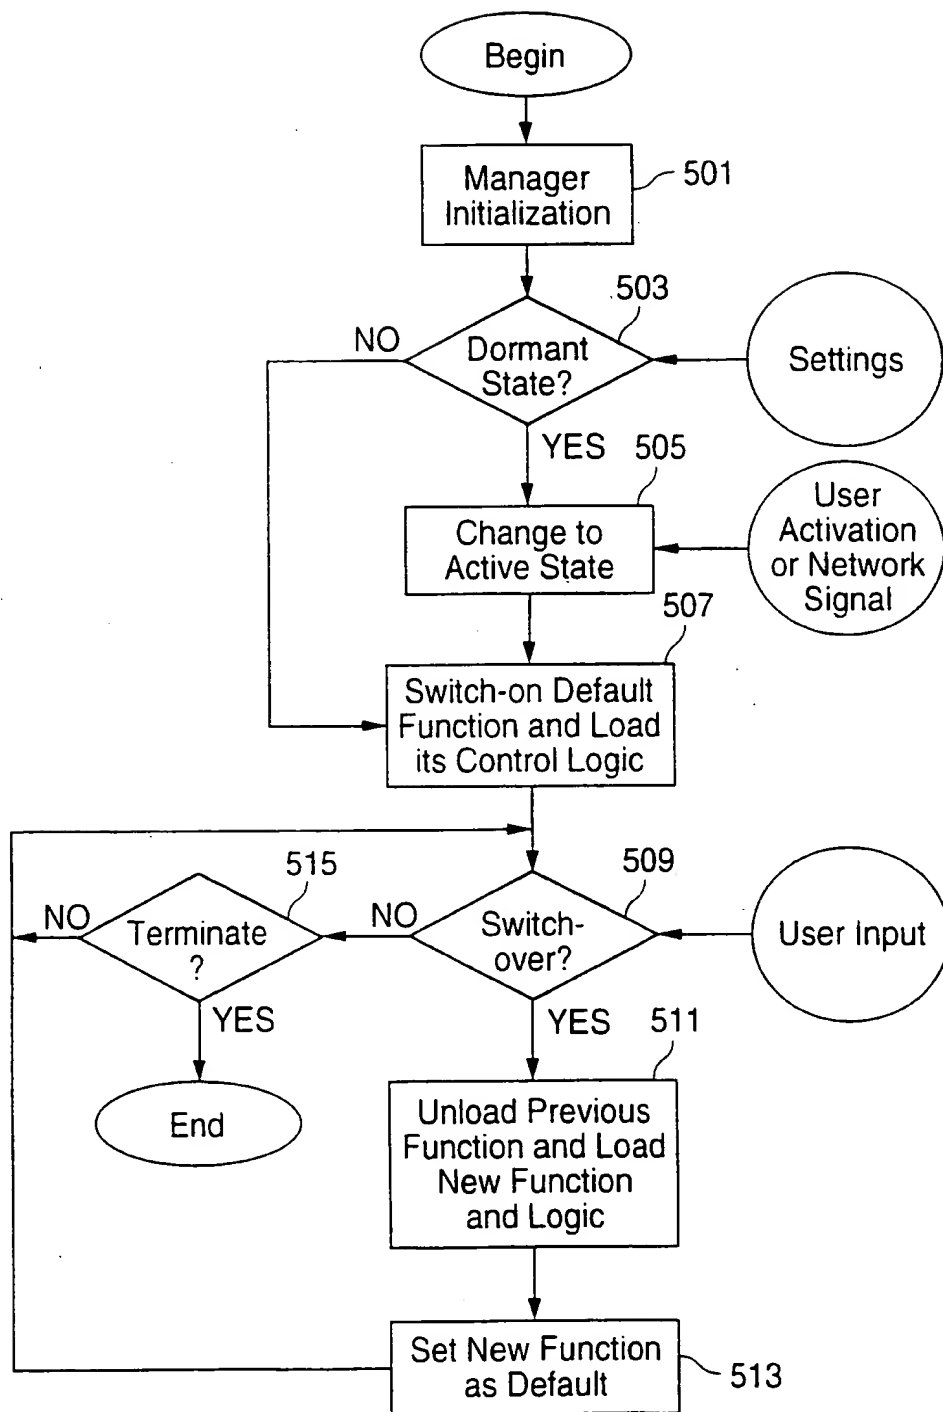 Begin
Manager
Initialization
501
503
NO
Dormant
State?
Settings
YES
505
Change to
Active State
User
Activation
or Network
Signal
507
Switch-on Default
Function and Load
its Control Logic
515
509
NO
Terminate
?
NO
Switch-
over?
User Input
YES
YES
511
End
Unload Previous
Function and Load
New Function
and Logic
Set New Function
as Default
513